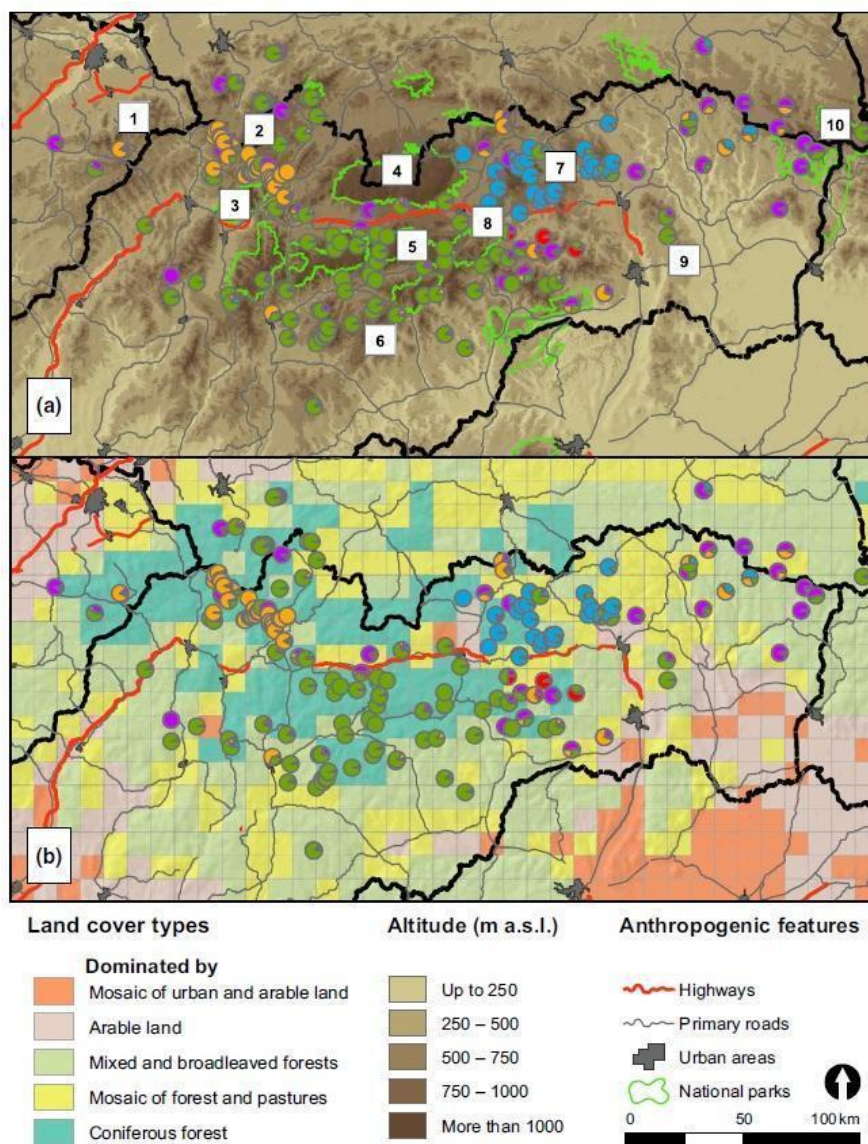 1
2
10
4
7
3
8
5
9
6
(a)
(b)
Land cover types
Dominated by
Mosaic of urban and arable land
Arable land
Mixed and broadleaved forests
Mosaic of forest and pastures
Coniferous forest
Altitude (m a.s.l.)
Up to 250
250 – 500
500 – 750
750 – 1000
More than 1000
Anthropogenic features
Highways
Primary roads
Urban areas
National parks
0 50 100 km